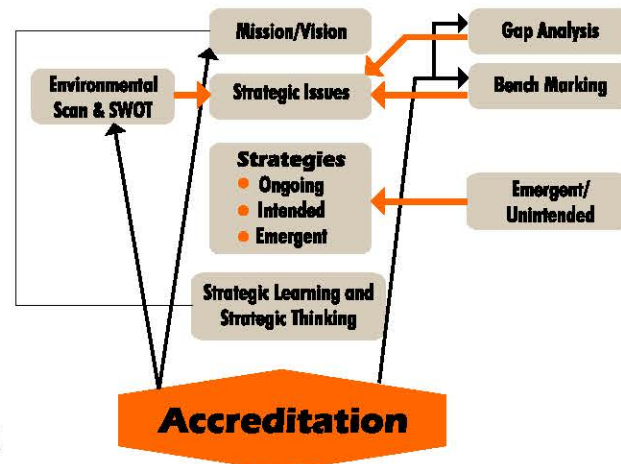 Mission/Vision
Gap Analysis
Environmental
Scan & SWOT
Strategic Issues
Bench Marking
Strategies
Ongoing
Intended
Emergent
Emergent/
Unintended
Strategic Learning and
Strategic Thinking
Accreditation